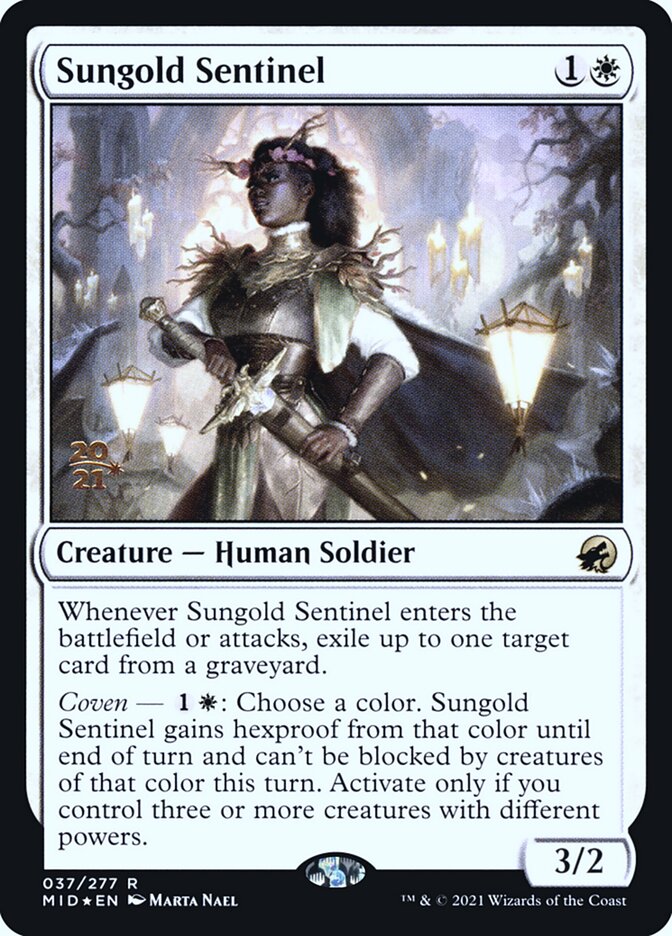 Sungold Sentinel 1
20
21
Creature — Human Soldier
Whenever Sungold Sentinel enters the
battlefield or attacks, exile up to one target
card from a graveyard.
Coven — 1 : Choose a color. Sungold
Sentinel gains hexproof from that color until
end of turn and can't be blocked by creatures
of that color this turn. Activate only if you
control three or more creatures with different
powers.
3/2
037/277 R
MID★EN Marta Nael
™ & © 2021 Wizards of the Coast